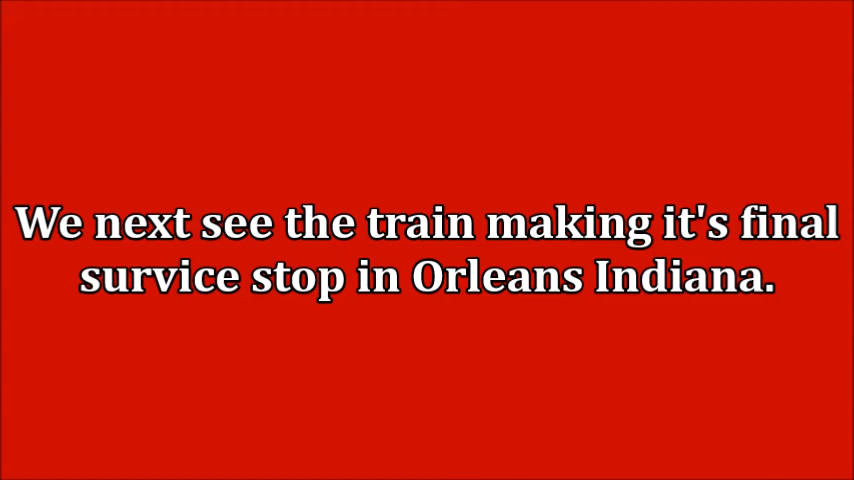 We next see the train making it's final
survice stop in Orleans Indiana.